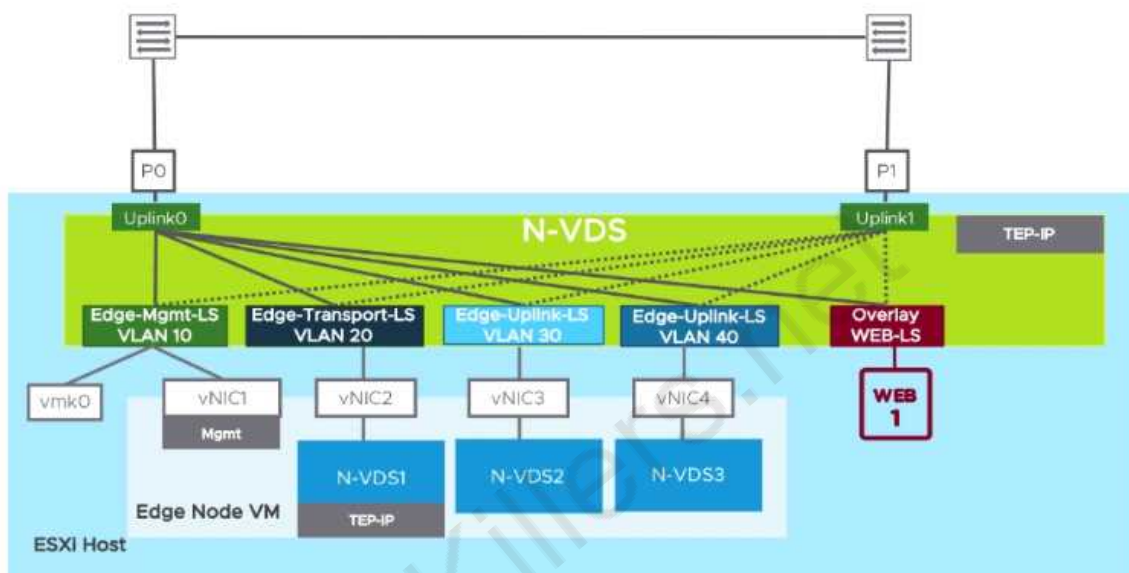 P0
P1
Uplink0
N-VDS
Uplink1
TEP-IP
Edge-Mgmt-LS
VLAN 10
Edge-Transport-LS
VLAN 20
Edge-Uplink-LS
VLAN 30
Edge-Uplink-LS
VLAN 40
Overlay
WEB-LS
vmk0
vNIC1
Mgmt
vNIC2
vNIC3
vNIC4
WEB
1
N-VDS1
TEP-IP
N-VDS2
N-VDS3
Edge Node VM
ESXi Host
Killers.net